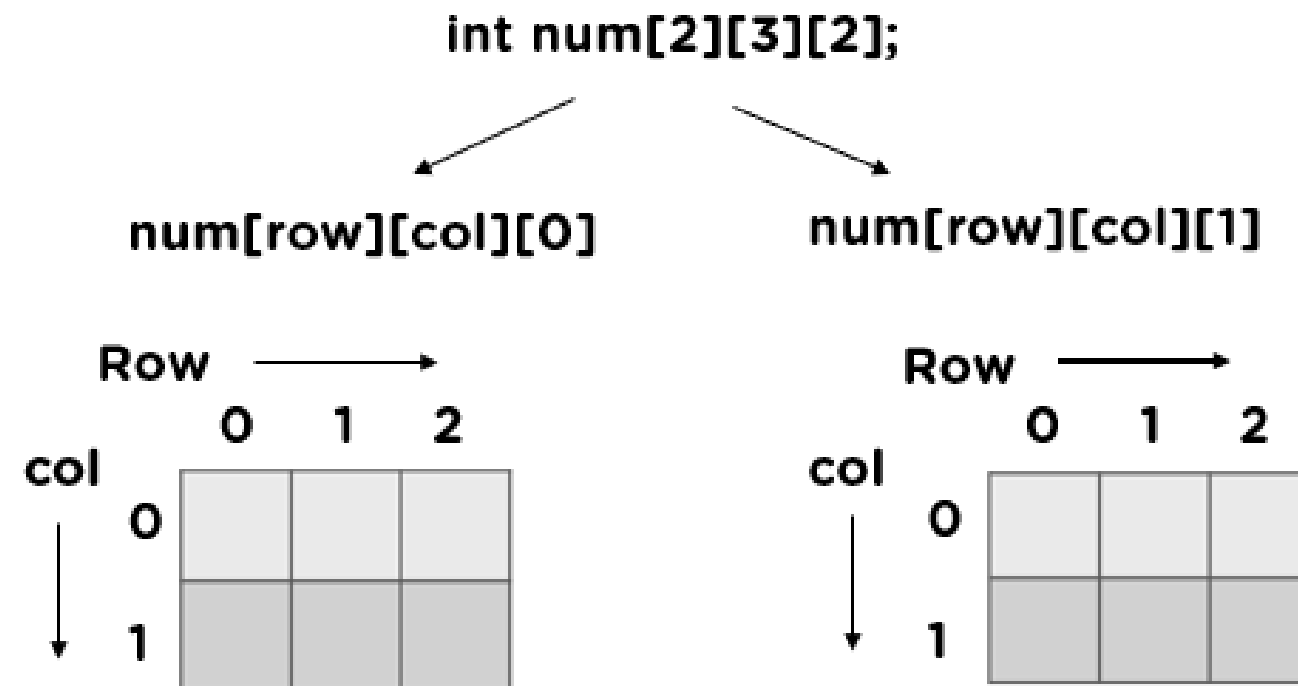 int num[2][3][2];
num[row][col][0]
num[row][col][1]
Row
0 1 2
col
0
1
Row
0 1 2
col
0
1